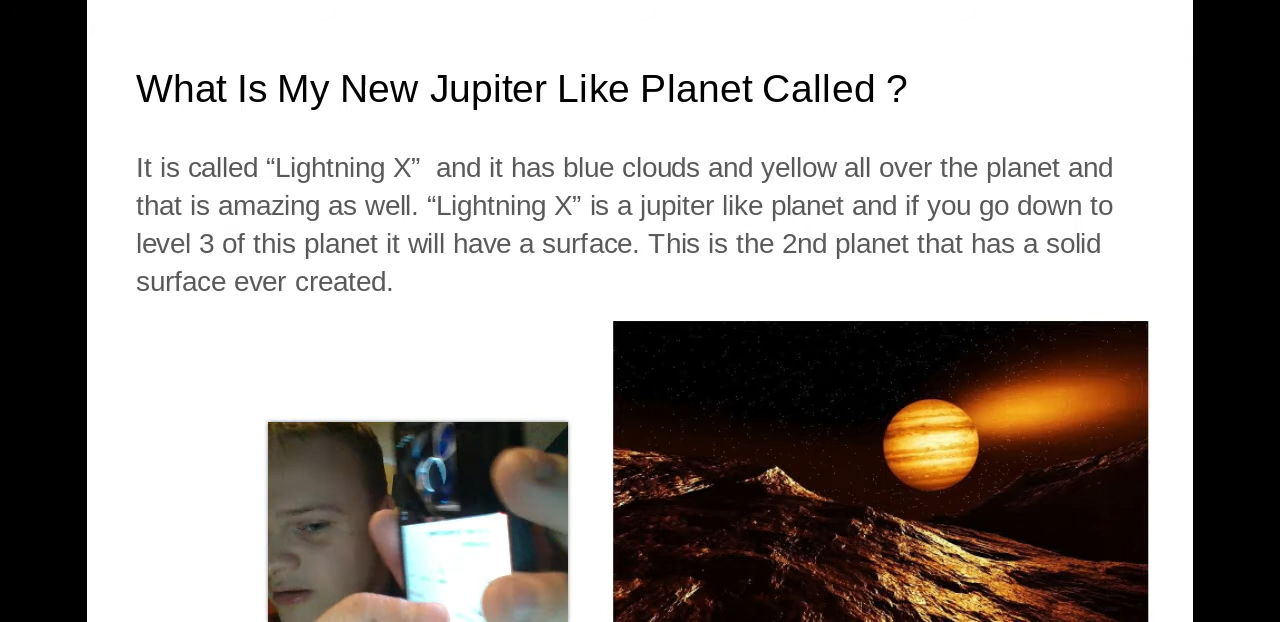 What Is My New Jupiter Like Planet Called ?
It is called “Lightning X”  and it has blue clouds and yellow all over the planet and
that is amazing as well. “Lightning X” is a jupiter like planet and if you go down to
level 3 of this planet it will have a surface. This is the 2nd planet that has a solid
surface ever created.